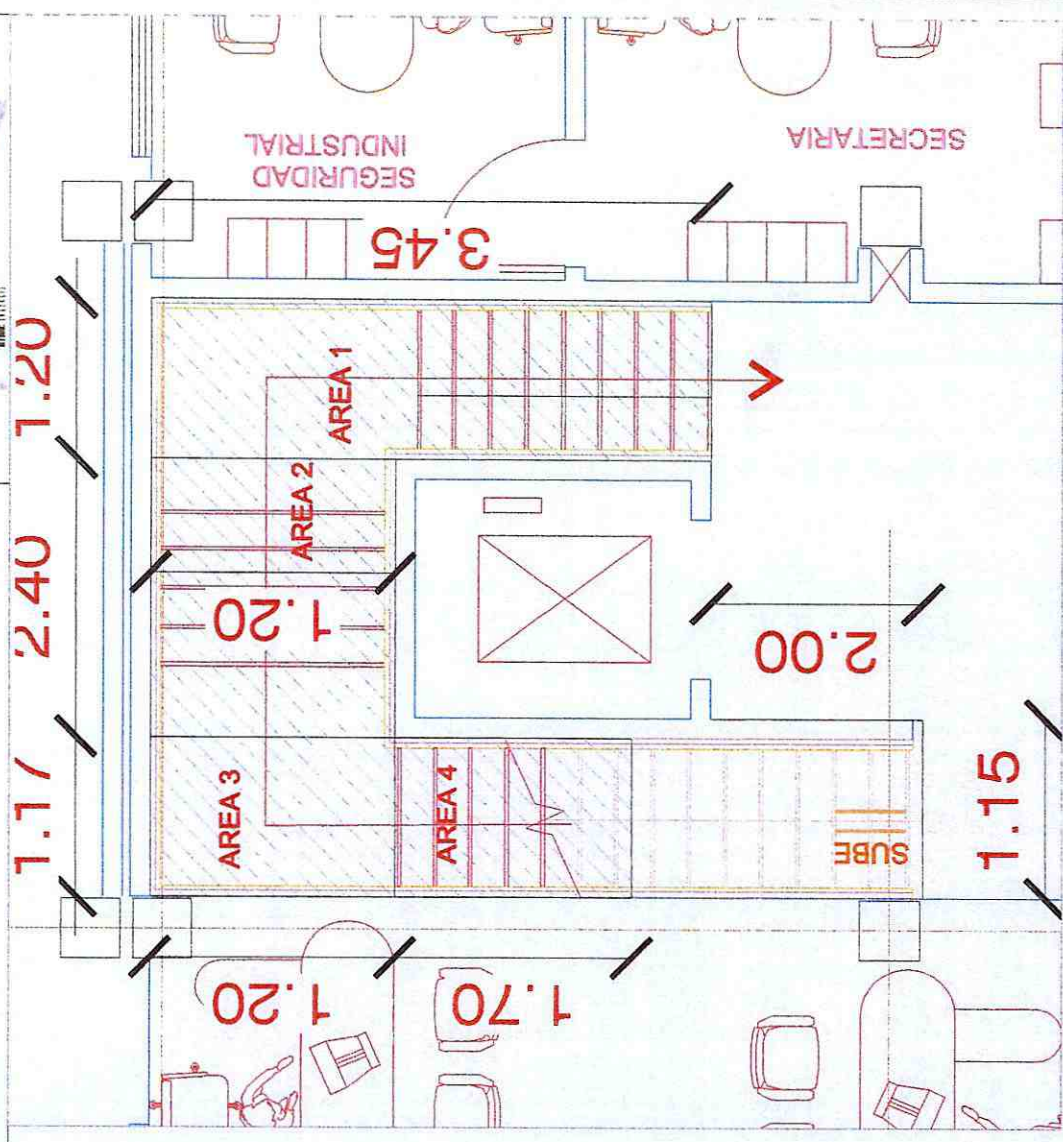 SEGURIDAD
INDUSTRIAL
SECRETARIA
3.45
1.20
2.40
1.17
AREA 1
AREA 2
1.20
2.00
AREA 3
AREA 4
SUBE
1.15
1.20
1.70